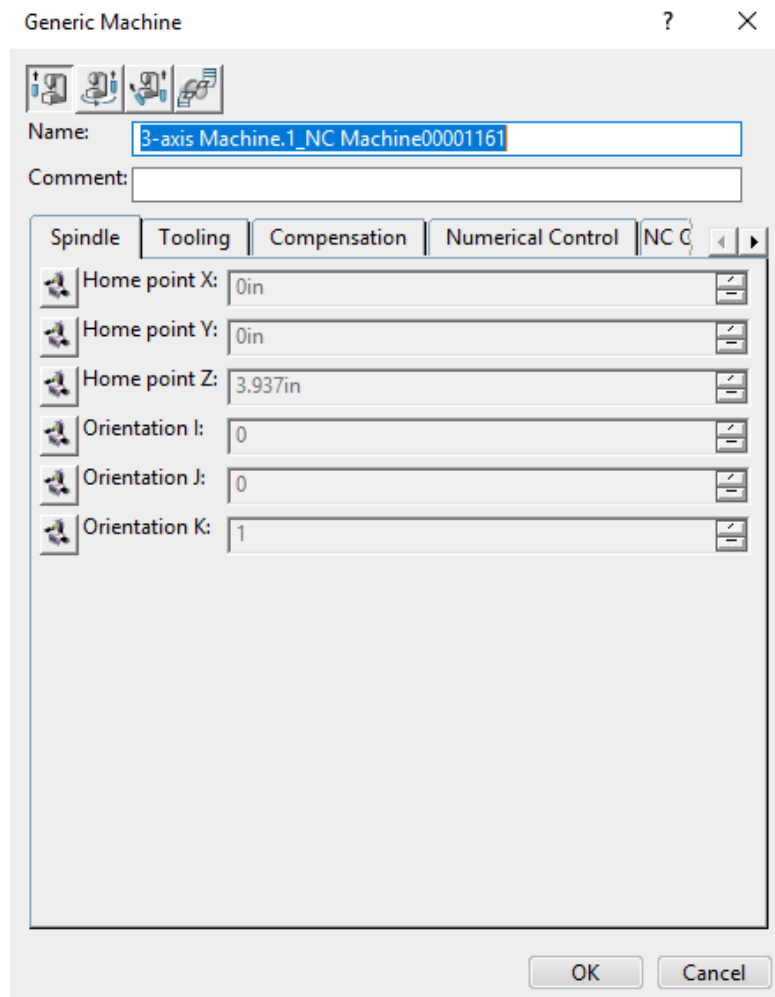 Generic Machine
Name: 3-axis Machine.1_NC Machine00001161
Comment:
Spindle Tooling Compensation Numerical Control NC
Home point X: 0in
Home point Y: 0in
Home point Z: 3.937in
Orientation I: 0
Orientation J: 0
Orientation K: 1
OK Cancel